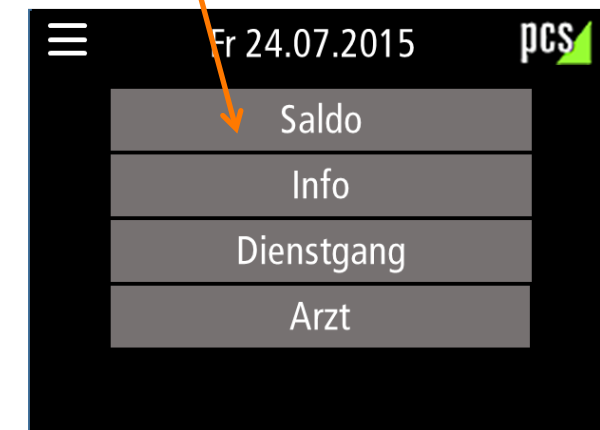 Fr 24.07.2015
pcs
Saldo
Info
Dienstgang
Arzt